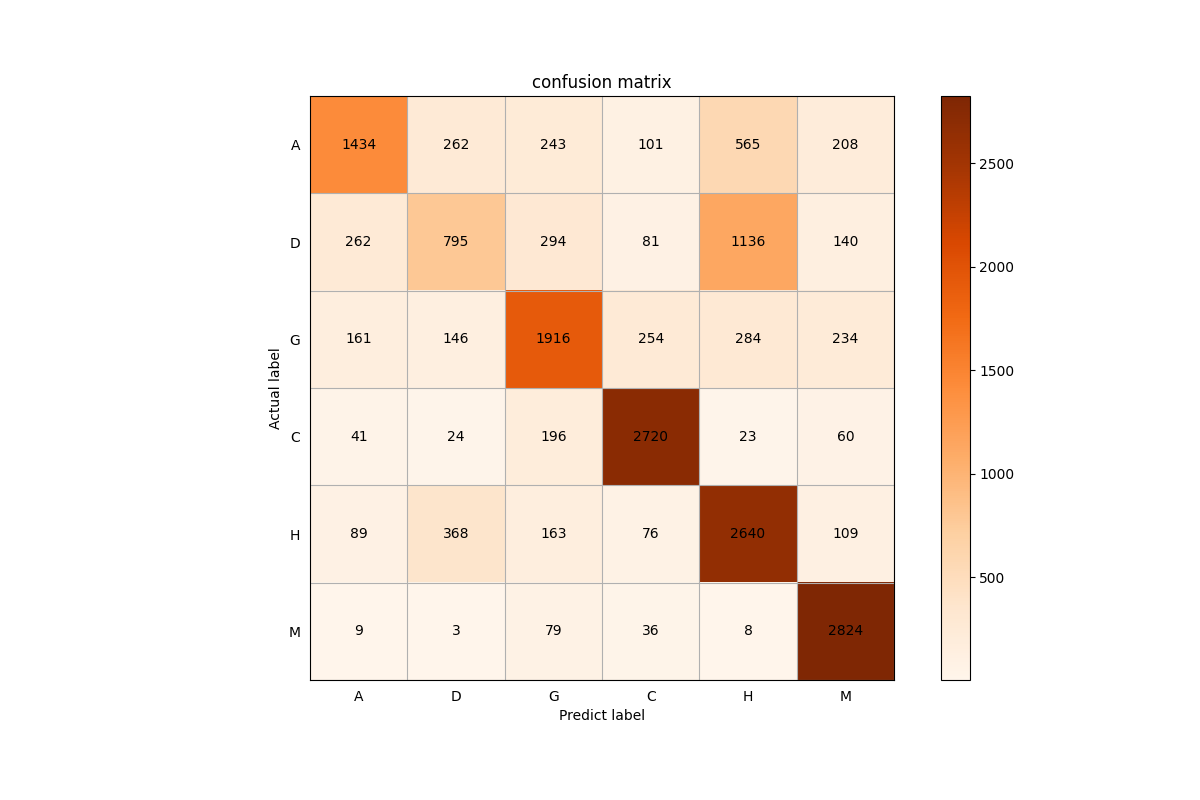 confusion matrix
A 1434 262 243 101 565 208
D 262 795 294 81 1136 140
G 161 146 1916 254 284 234
C 41 24 196 2720 23 60
H 89 368 163 76 2640 109
M 9 3 79 36 8 2824
A D G C H M
Predict label
Actual label
2500
2000
1500
1000
500